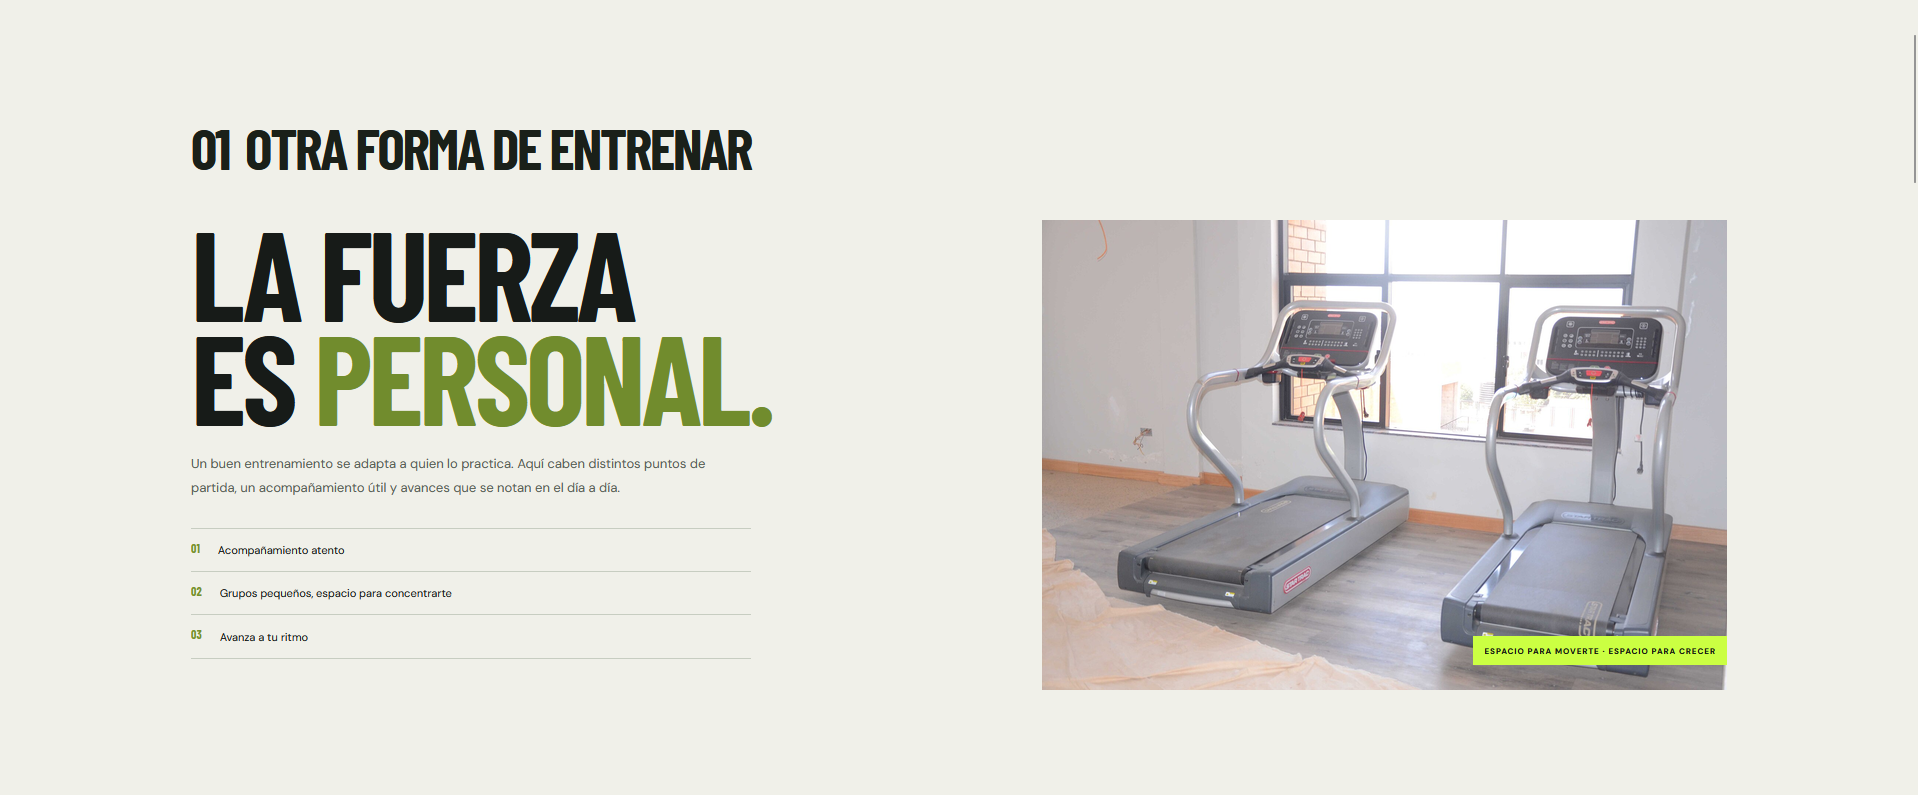 01 OTRA FORMA DE ENTRENAR
LA FUERZA
ES PERSONAL.
Un buen entrenamiento se adapta a quien lo practica. Aquí caben distintos puntos de
partida, un acompañamiento útil y avances que se notan en el día a día.
01 Acompañamiento atento
02 Grupos pequeños, espacio para concentrarte
03 Avanza a tu ritmo
ESPACIO PARA MOVERTE · ESPACIO PARA CRECER